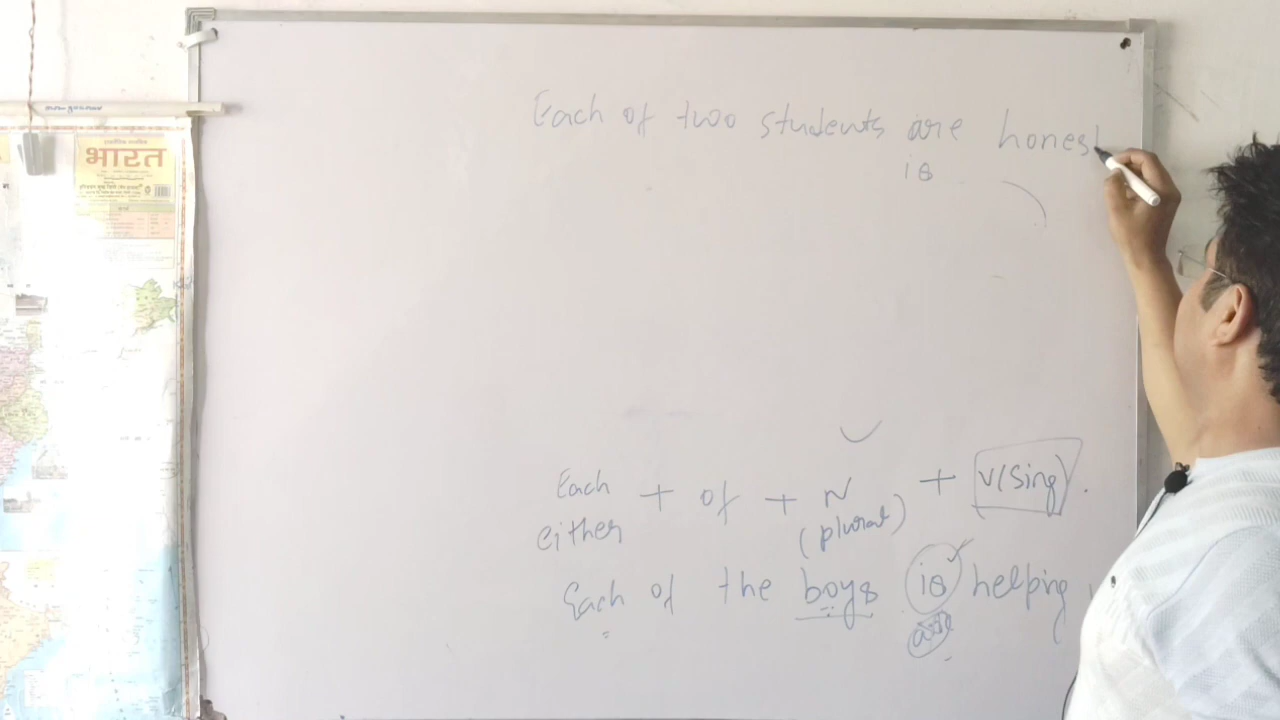 भारत
Each of two students are honest
is
Each + of + N + V(Sing).
either (plural)
Each of the boys is helping
are